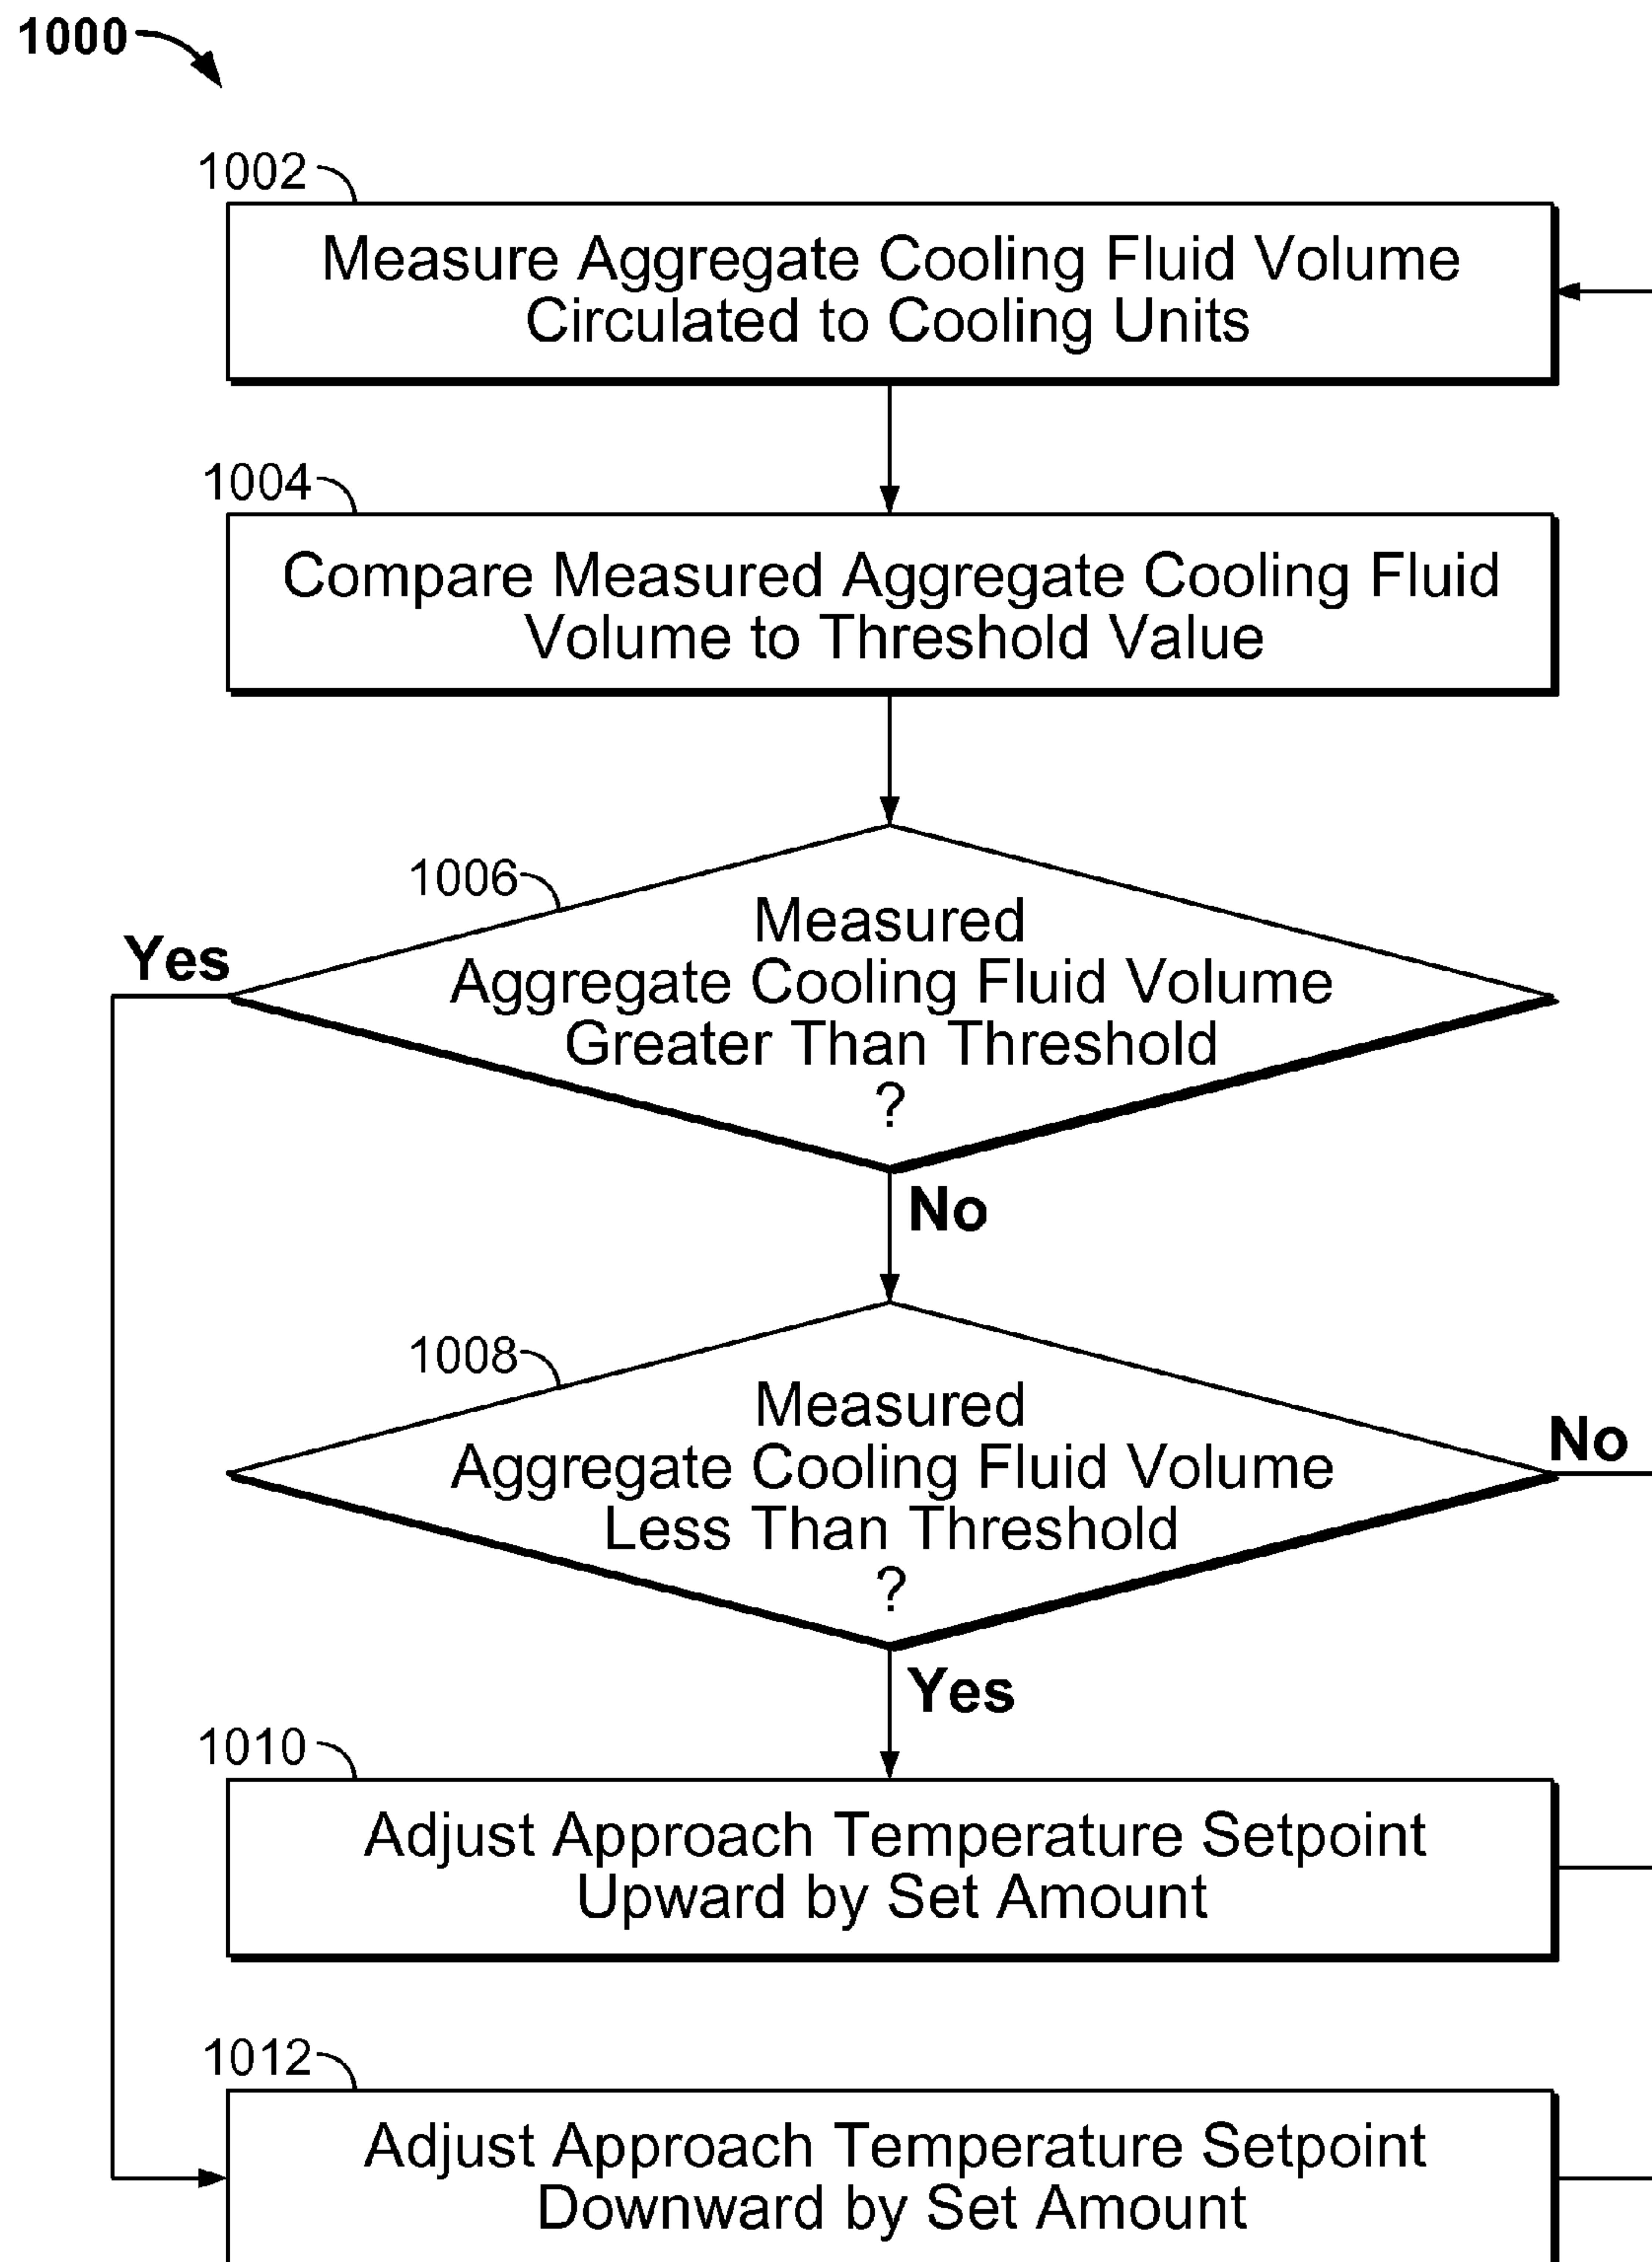 1000
1002
Measure Aggregate Cooling Fluid Volume
Circulated to Cooling Units
1004
Compare Measured Aggregate Cooling Fluid
Volume to Threshold Value
1006
Measured
Aggregate Cooling Fluid Volume
Greater Than Threshold
?
Yes
No
1008
Measured
Aggregate Cooling Fluid Volume
Less Than Threshold
?
No
Yes
1010
Adjust Approach Temperature Setpoint
Upward by Set Amount
1012
Adjust Approach Temperature Setpoint
Downward by Set Amount